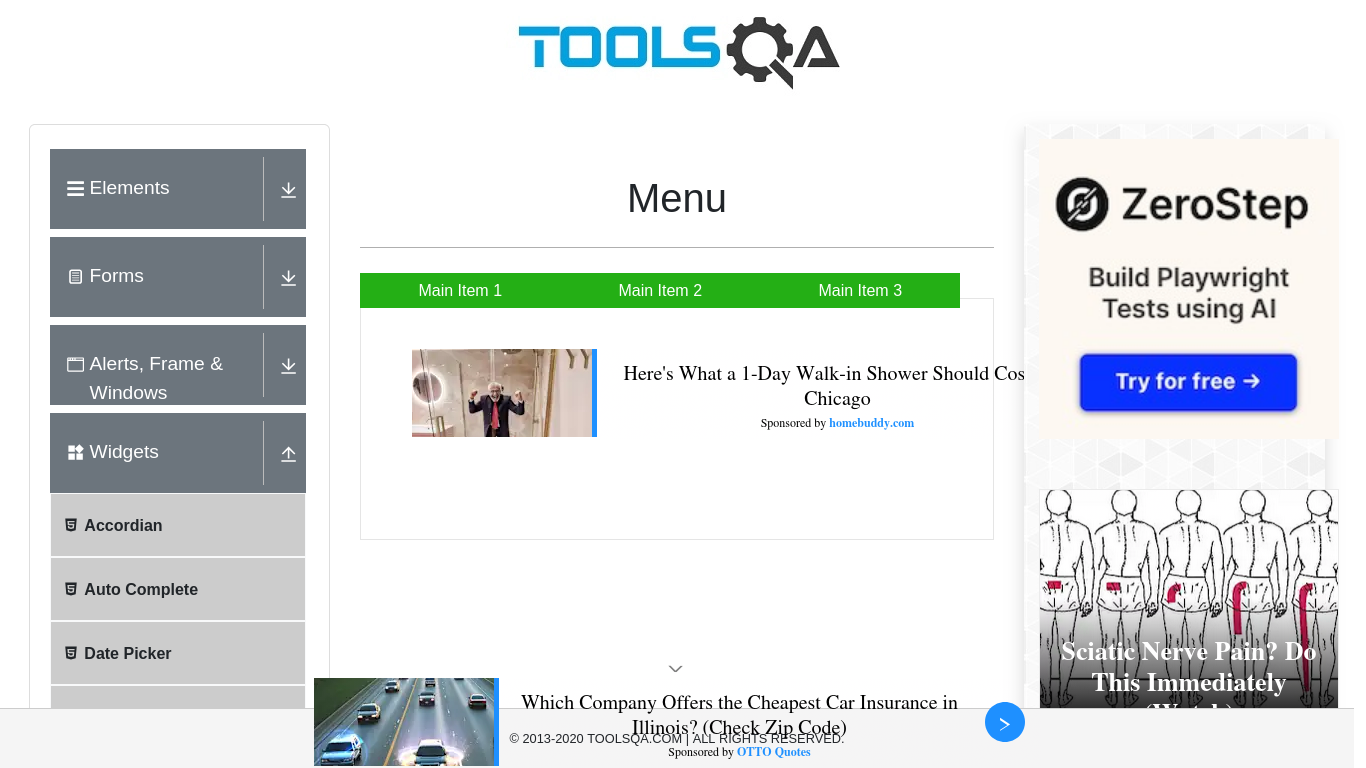 TOOLSQA
Elements
Forms
Alerts, Frame &
Windows
Widgets
Accordian
Auto Complete
Date Picker
Menu
Main Item 1
Main Item 2
Main Item 3
Here's What a 1-Day Walk-in Shower Should Cos
Chicago
Sponsored by homebuddy.com
ZeroStep
Build Playwright
Tests using AI
Try for free →
Sciatic Nerve Pain? Do
This Immediately
Which Company Offers the Cheapest Car Insurance in
Illinois? (Check Zip Code)
© 2013-2020 TOOLSQA.COM | ALL RIGHTS RESERVED.
Sponsored by OTTO Quotes